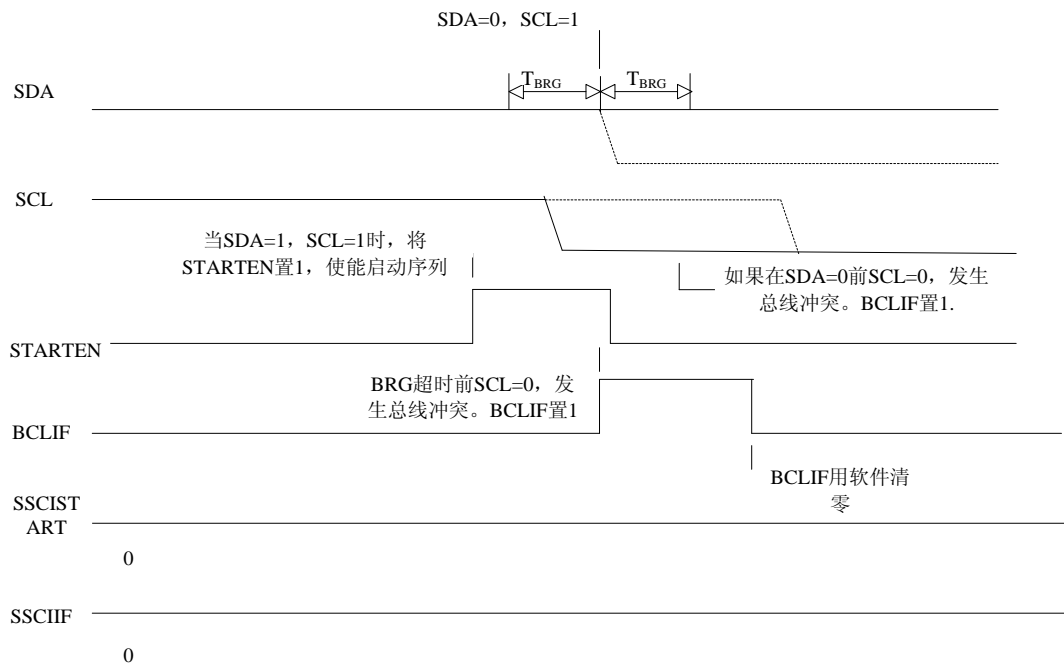 SDA=0，SCL=1
TBRG
TBRG
SDA
SCL
当SDA=1，SCL=1时，将
STARTEN置1，使能启动序列
如果在SDA=0前SCL=0，发生
总线冲突。BCLIF置1.
STARTEN
BRG超时前SCL=0，发
生总线冲突。BCLIF置1
BCLIF
BCLIF用软件清
零
SSCIST
ART
0
SSCIIF
0